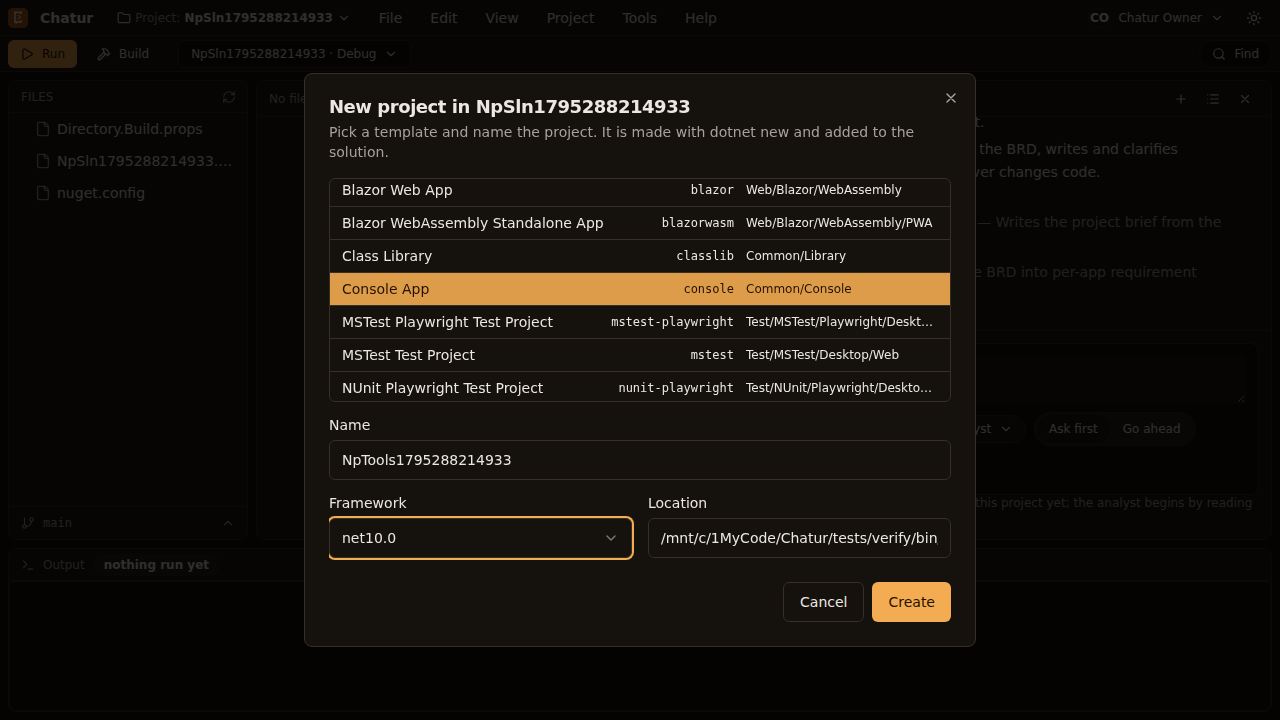 Chatur
Project: NpSln1795288214933
File
Edit
View
Project
Tools
Help
CO Chatur Owner
Run
Build
NpSln1795288214933 · Debug
Find
FILES
Directory.Build.props
NpSln1795288214933....
nuget.config
main
No file
t.
the BRD, writes and clarifies
ver changes code.
— Writes the project brief from the
e BRD into per-app requirement
yst
Ask first
Go ahead
this project yet; the analyst begins by reading
Output nothing run yet
New project in NpSln1795288214933
Pick a template and name the project. It is made with dotnet new and added to the
solution.
Blazor Web App blazor Web/Blazor/WebAssembly
Blazor WebAssembly Standalone App blazorwasm Web/Blazor/WebAssembly/PWA
Class Library classlib Common/Library
Console App console Common/Console
MSTest Playwright Test Project mstest-playwright Test/MSTest/Playwright/Deskt...
MSTest Test Project mstest Test/MSTest/Desktop/Web
NUnit Playwright Test Project nunit-playwright Test/NUnit/Playwright/Deskto...
Name
NpTools1795288214933
Framework
net10.0
Location
/mnt/c/1MyCode/Chatur/tests/verify/bin
Cancel
Create